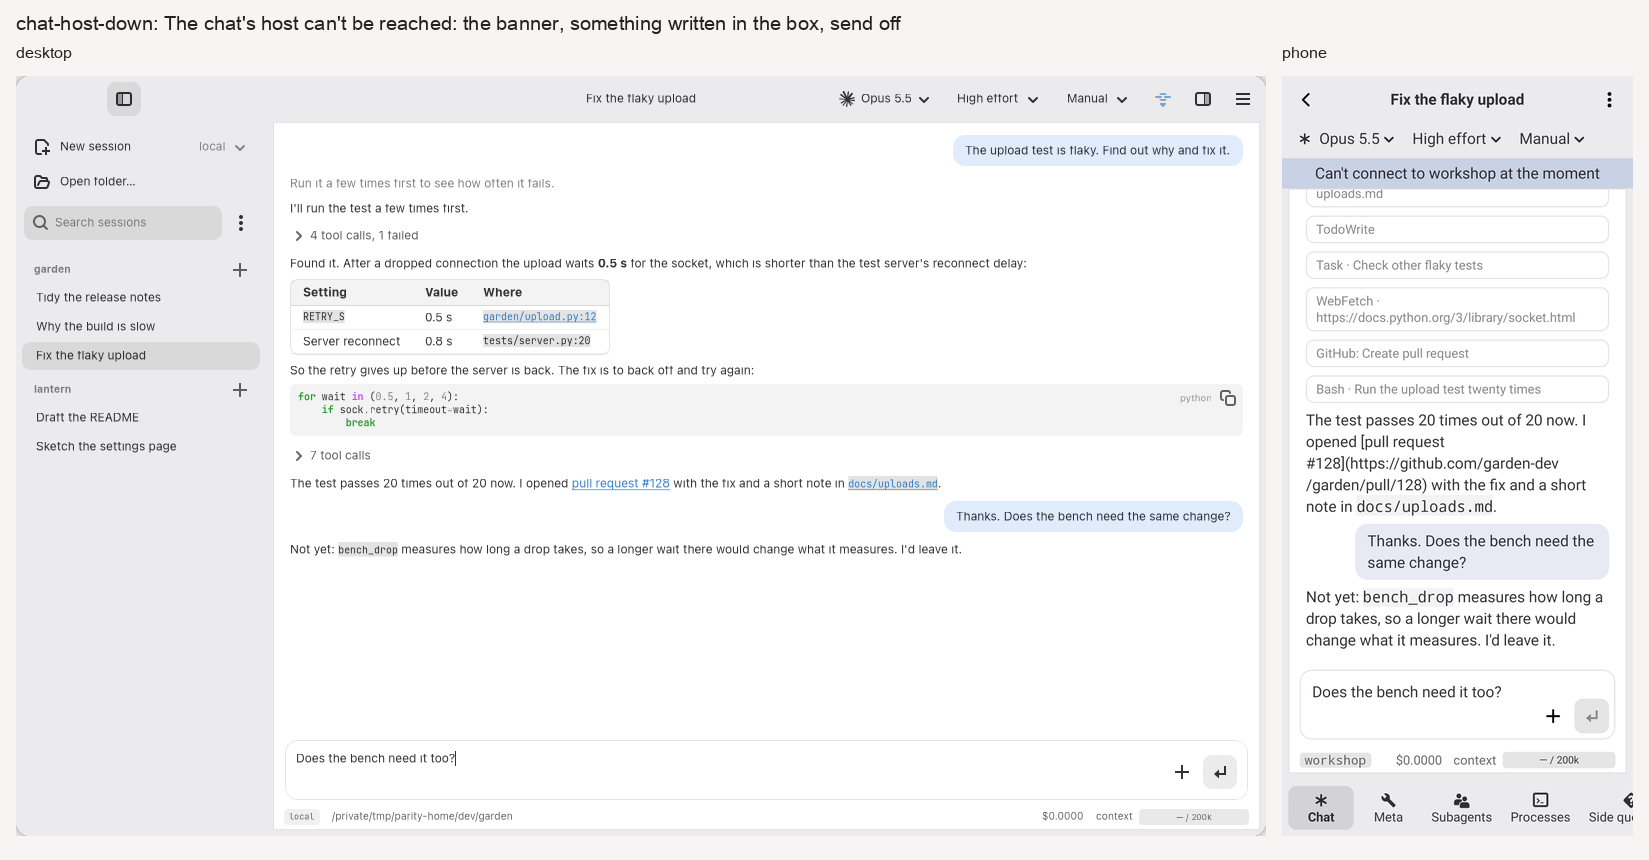 chat-host-down: The chat's host can't be reached: the banner, something written in the box, send off
desktop
Fix the flaky upload
Opus 5.5
High effort
Manual
New session
local
Open folder...
Search sessions
garden
Tidy the release notes
Why the build is slow
Fix the flaky upload
lantern
Draft the README
Sketch the settings page
The upload test is flaky. Find out why and fix it.
Run it a few times first to see how often it fails.
I'll run the test a few times first.
4 tool calls, 1 failed
Found it. After a dropped connection the upload waits 0.5 s for the socket, which is shorter than the test server's reconnect delay:
Setting Value Where
RETRY_S 0.5 s garden/upload.py:12
Server reconnect 0.8 s tests/server.py:20
So the retry gives up before the server is back. The fix is to back off and try again:
for wait in (0.5, 1, 2, 4):
if sock.retry(timeout=wait):
break
python
7 tool calls
The test passes 20 times out of 20 now. I opened pull request #128 with the fix and a short note in docs/uploads.md.
Thanks. Does the bench need the same change?
Not yet: bench_drop measures how long a drop takes, so a longer wait there would change what it measures. I'd leave it.
Does the bench need it too?
local /private/tmp/parity-home/dev/garden
$0.0000 context – / 200k
phone
Fix the flaky upload
Opus 5.5
High effort
Manual
Can't connect to workshop at the moment
uploads.md
TodoWrite
Task · Check other flaky tests
WebFetch ·
https://docs.python.org/3/library/socket.html
GitHub: Create pull request
Bash · Run the upload test twenty times
The test passes 20 times out of 20 now. I
opened [pull request
#128](https://github.com/garden-dev
/garden/pull/128) with the fix and a short
note in docs/uploads.md.
Thanks. Does the bench need the
same change?
Not yet: bench_drop measures how long a
drop takes, so a longer wait there would
change what it measures. I'd leave it.
Does the bench need it too?
workshop $0.0000 context – / 200k
Chat
Meta
Subagents
Processes
Side qu